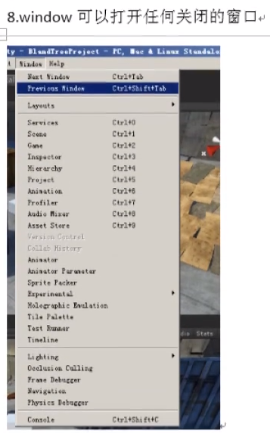 8.window 可以打开任何关闭的窗口
ty - BlendTreeProject - PC, Mac & Linux Standalo
Window Help
Next Window Ctrl+Tab
Previous Window Ctrl+Shift+Tab
Layouts
Services Ctrl+0
Scene Ctrl+1
Game Ctrl+2
Inspector Ctrl+3
Hierarchy Ctrl+4
Project Ctrl+5
Animation Ctrl+6
Profiler Ctrl+7
Audio Mixer Ctrl+8
Asset Store Ctrl+9
Version Control
Collab History
Animator
Animator Parameter
Sprite Packer
Experimental
Holographic Emulation
Tile Palette
Test Runner
Timeline
Lighting
Occlusion Culling
Frame Debugger
Navigation
Physics Debugger
Console Ctrl+Shift+C